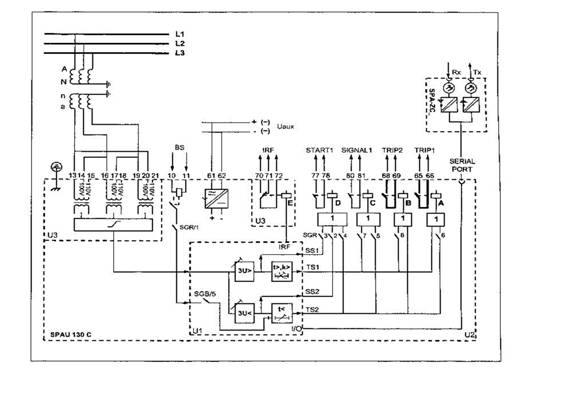 L1
L2
L3
A
N
n
a
Rx
Tx
SPA-ZC
+ (~)
- (~)
Uaux
BS
IRF
START1
SIGNAL1
TRIP2
TRIP1
SERIAL
PORT
13 14 15 16 17 18 19 20 21
10 11
61 62
70 71 72
77 78
80 81
68 69
65 66
100V 110V 100V 110V 100V 110V
U3
U3
E
D
C
B
A
1
1
1
1
IRF
SGR/1
SGR
3
2
4
7
5
8
6
SS1
3U>
t>,k>
TS1
SGB/5
SS2
3U<
t<
TS2
U1
I/O
SPAU 130 C
U2